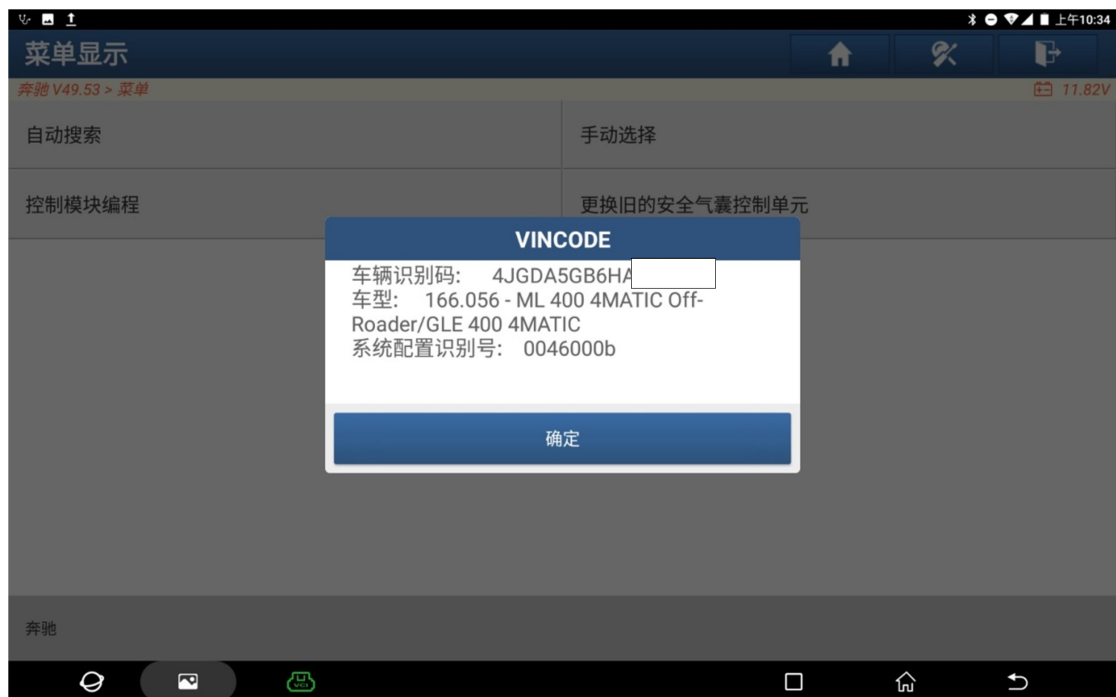 上午10:34
菜单显示
奔驰 V49.53 > 菜单
11.82V
自动搜索
手动选择
控制模块编程
更换旧的安全气囊控制单元
VINCODE
车辆识别码: 4JGDA5GB6HA
车型: 166.056 - ML 400 4MATIC Off-
Roader/GLE 400 4MATIC
系统配置识别号: 0046000b
确定
奔驰
VCI